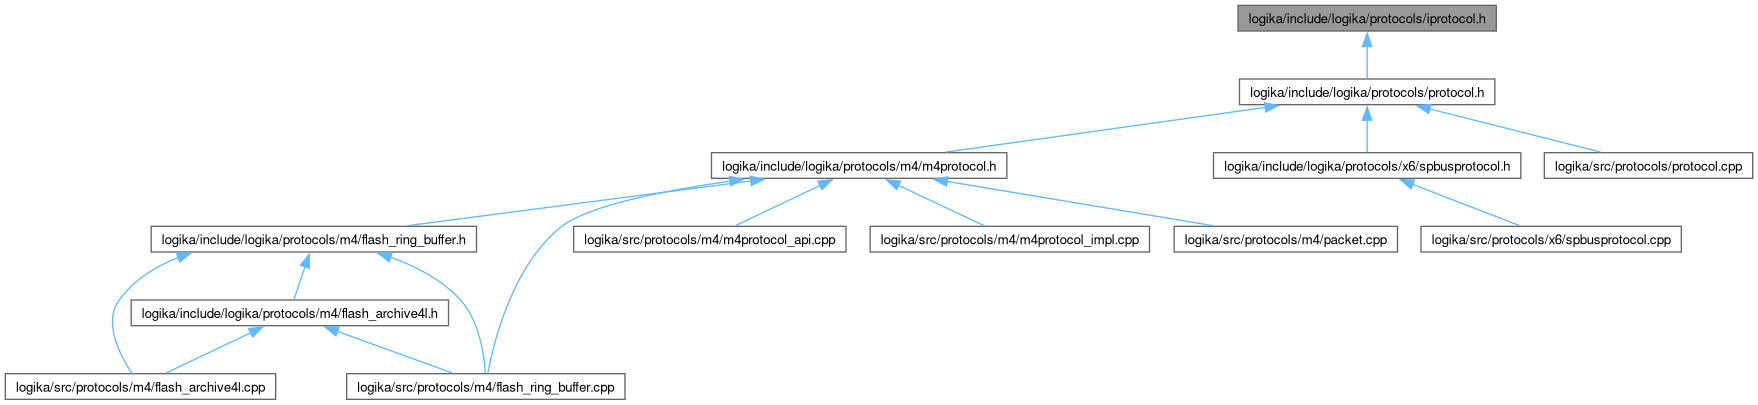 logika/include/logika/protocols/iprotocol.h
logika/include/logika/protocols/protocol.h
logika/include/logika/protocols/m4/m4protocol.h
logika/include/logika/protocols/x6/spbusprotocol.h
logika/src/protocols/protocol.cpp
logika/include/logika/protocols/m4/flash_ring_buffer.h
logika/src/protocols/m4/m4protocol_api.cpp
logika/src/protocols/m4/m4protocol_impl.cpp
logika/src/protocols/m4/packet.cpp
logika/src/protocols/x6/spbusprotocol.cpp
logika/include/logika/protocols/m4/flash_archive4l.h
logika/src/protocols/m4/flash_archive4l.cpp
logika/src/protocols/m4/flash_ring_buffer.cpp